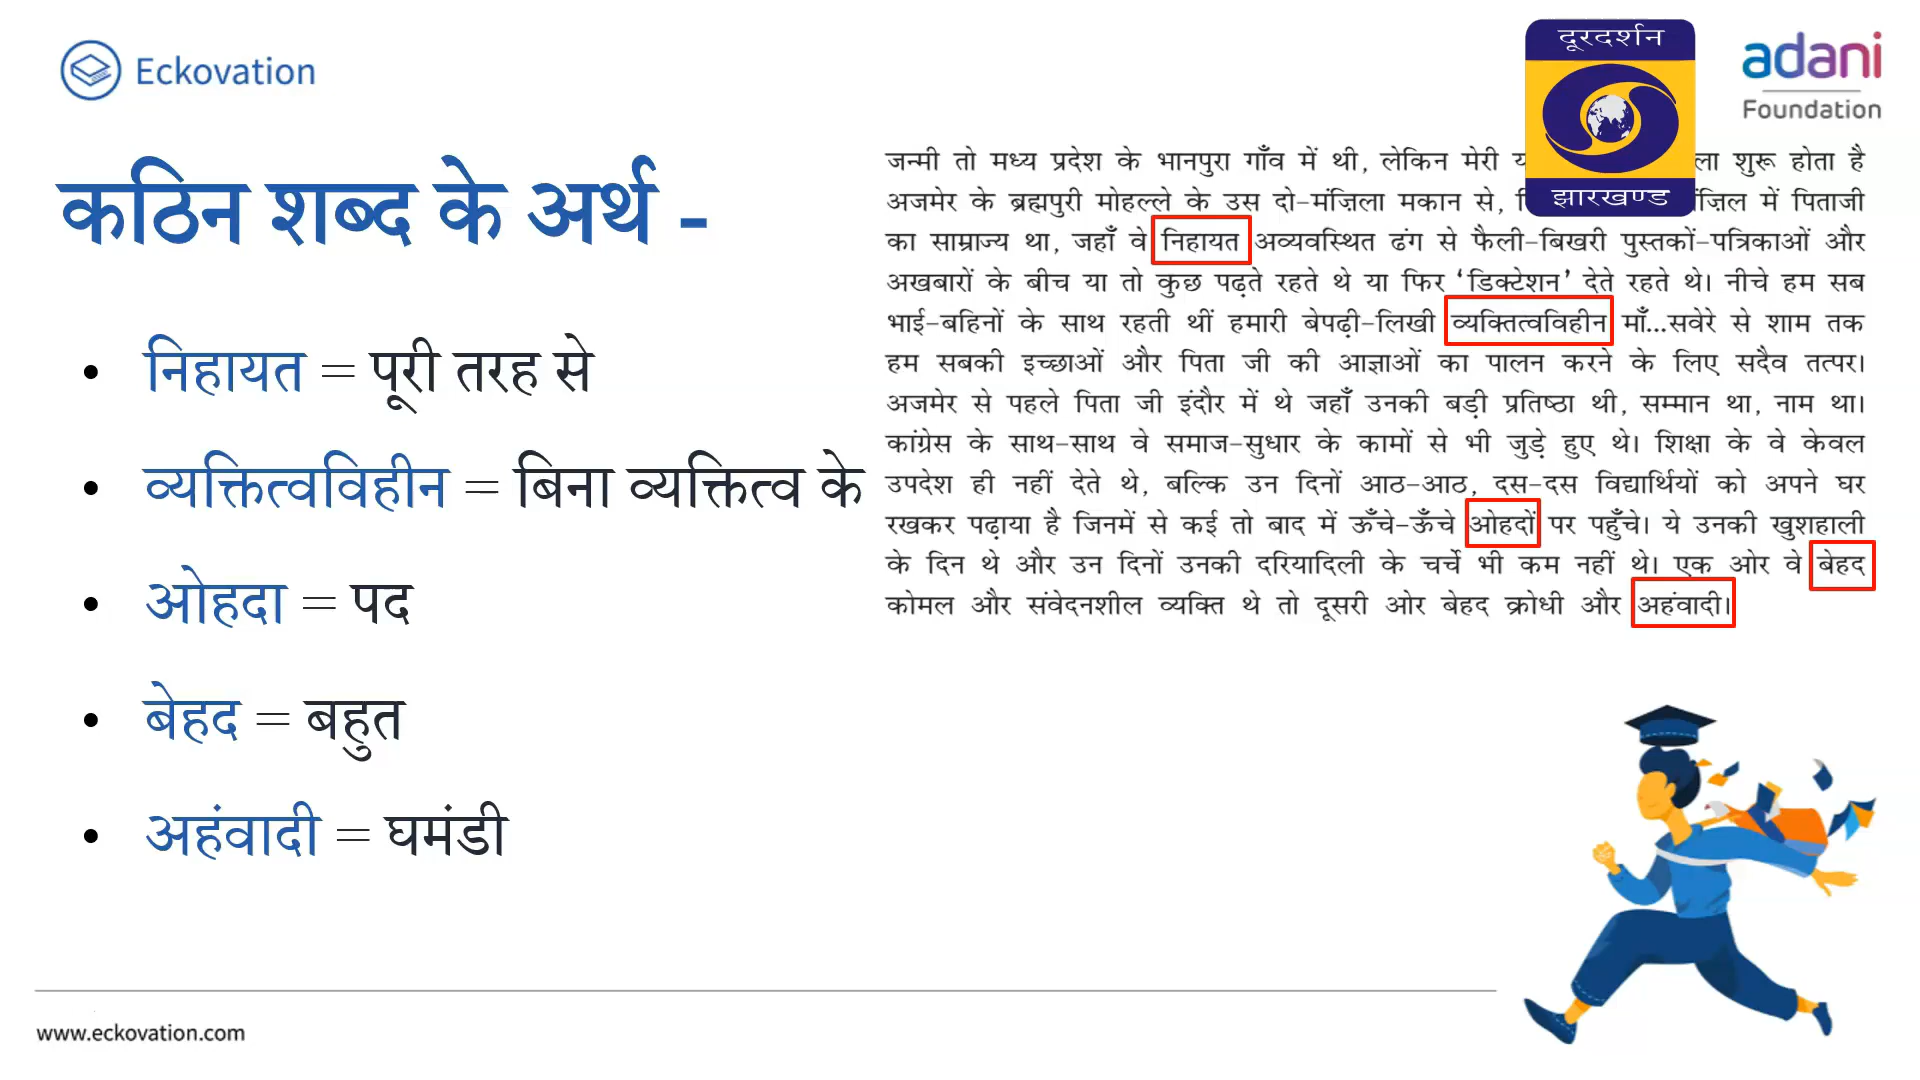 Eckovation
दूरदर्शन
झारखण्ड
adani
Foundation
कठिन शब्द के अर्थ -
• निहायत = पूरी तरह से
• व्यक्तित्वविहीन = बिना व्यक्तित्व के
• ओहदा = पद
• बेहद = बहुत
• अहंवादी = घमंडी
जन्मी तो मध्य प्रदेश के भानपुरा गाँव में थी, लेकिन मेरी शुरू होता है
अजमेर के ब्रह्मपुरी मोहल्ले के उस दो-मंज़िला मकान से, में पिताजी
का साम्राज्य था, जहाँ वे निहायत अव्यवस्थित ढंग से फैली-बिखरी पुस्तकों-पत्रिकाओं और
अखबारों के बीच या तो कुछ पढ़ते रहते थे या फिर ‘डिक्टेशन’ देते रहते थे। नीचे हम सब
भाई-बहिनों के साथ रहती थीं हमारी बेपढ़ी-लिखी व्यक्तित्वविहीन माँ...सवेरे से शाम तक
हम सबकी इच्छाओं और पिता जी की आज्ञाओं का पालन करने के लिए सदैव तत्पर।
अजमेर से पहले पिता जी इंदौर में थे जहाँ उनकी बड़ी प्रतिष्ठा थी, सम्मान था, नाम था।
कांग्रेस के साथ-साथ वे समाज-सुधार के कामों से भी जुड़े हुए थे। शिक्षा के वे केवल
उपदेश ही नहीं देते थे, बल्कि उन दिनों आठ-आठ, दस-दस विद्यार्थियों को अपने घर
रखकर पढ़ाया है जिनमें से कई तो बाद में ऊँचे-ऊँचे ओहदों पर पहुँचे। ये उनकी खुशहाली
के दिन थे और उन दिनों उनकी दरियादिली के चर्चे भी कम नहीं थे। एक ओर वे बेहद
कोमल और संवेदनशील व्यक्ति थे तो दूसरी ओर बेहद क्रोधी और अहंवादी।
www.eckovation.com